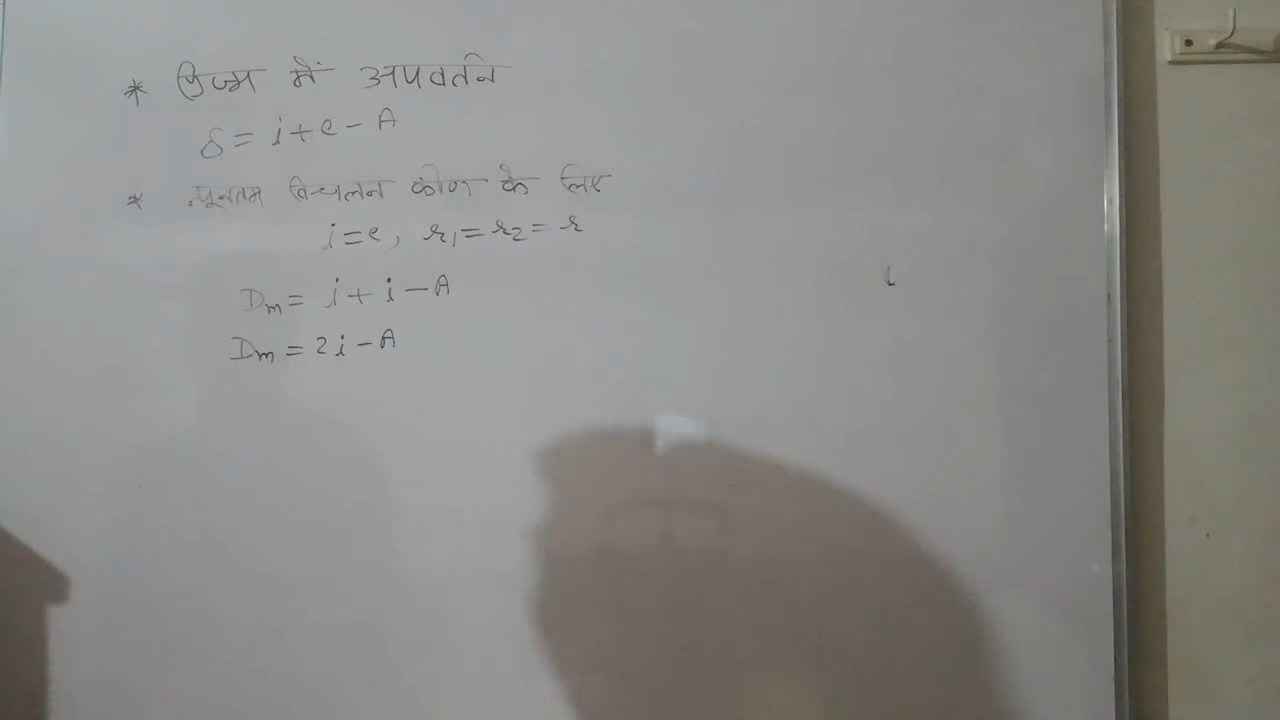 * प्रिज्म में अपवर्तन
δ = i + e - A
* न्यूनतम विचलन कोण के लिए
i = e, r₁ = r₂ = r
Dm = i + i - A
Dm = 2i - A